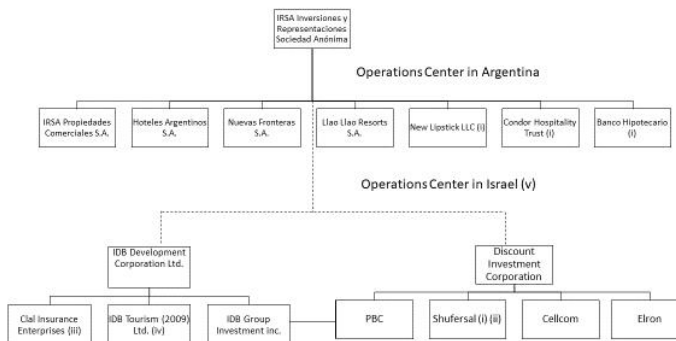 IRSA Inversiones y
Representaciones
Sociedad Anónima
Operations Center in Argentina
IRSA Propiedades
Comerciales S.A.
Hoteles Argentinos
S.A.
Nuevas Fronteras
S.A.
Llao Llao Resorts
S.A.
New Lipstick LLC (i)
Condor Hospitality
Trust (i)
Banco Hipotecario
(i)
Operations Center in Israel (v)
IDB Development
Corporation Ltd.
Discount
Investment
Corporation
Clal Insurance
Enterprises (iii)
IDB Tourism (2009)
Ltd. (iv)
IDB Group
Investment inc.
PBC
Shufersal (i) (ii)
Cellcom
Elron